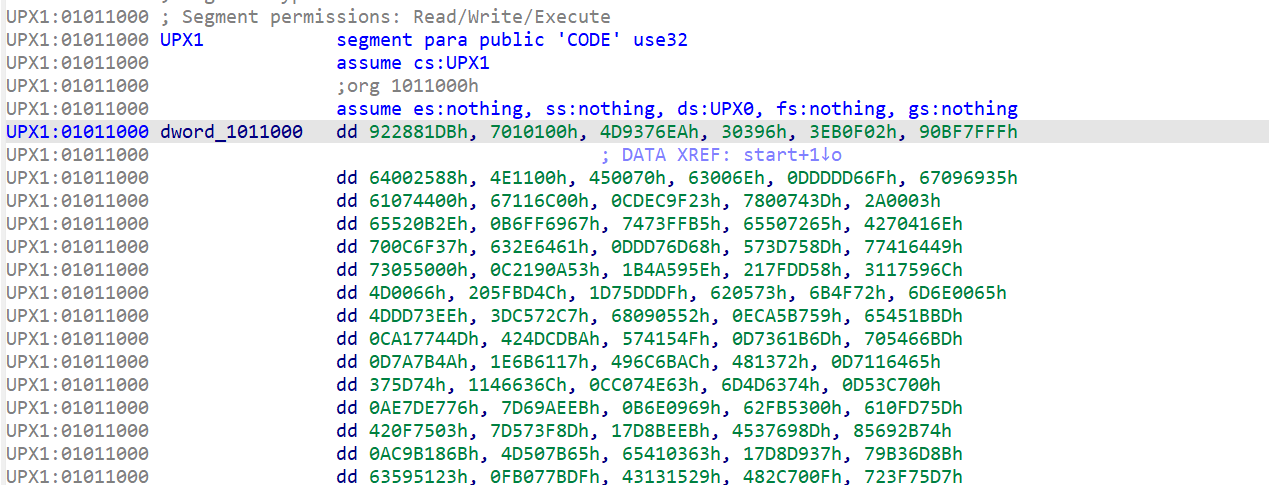 UPX1:01011000 ; Segment permissions: Read/Write/Execute
UPX1:01011000 UPX1 segment para public 'CODE' use32
UPX1:01011000 assume cs:UPX1
UPX1:01011000 ;org 1011000h
UPX1:01011000 assume es:nothing, ss:nothing, ds:UPX0, fs:nothing, gs:nothing
UPX1:01011000 dword_1011000 dd 922881DBh, 7010100h, 4D9376EAh, 30396h, 3EB0F02h, 90BF7FFFh
UPX1:01011000 ; DATA XREF: start+1↓o
UPX1:01011000 dd 64002588h, 4E1100h, 450070h, 63006Eh, 0DDDDD66Fh, 67096935h
UPX1:01011000 dd 61074400h, 67116C00h, 0CDEC9F23h, 7800743Dh, 2A0003h
UPX1:01011000 dd 65520B2Eh, 0B6FF6967h, 7473FFB5h, 65507265h, 4270416Eh
UPX1:01011000 dd 700C6F37h, 632E6461h, 0DDD76D68h, 573D758Dh, 77416449h
UPX1:01011000 dd 73055000h, 0C2190A53h, 1B4A595Eh, 217FDD58h, 3117596Ch
UPX1:01011000 dd 4D0066h, 205FBD4Ch, 1D75DDDFh, 620573h, 6B4F72h, 6D6E0065h
UPX1:01011000 dd 4DDD73EEh, 3DC572C7h, 68090552h, 0ECA5B759h, 65451BBDh
UPX1:01011000 dd 0CA17744Dh, 424DCDBAh, 574154Fh, 0D7361B6Dh, 705466BDh
UPX1:01011000 dd 0D7A7B4Ah, 1E6B6117h, 496C6BACh, 481372h, 0D7116465h
UPX1:01011000 dd 375D74h, 1146636Ch, 0CC074E63h, 6D4D6374h, 0D53C700h
UPX1:01011000 dd 0AE7DE776h, 7D69AEEBh, 0B6E0969h, 62FB5300h, 610FD75Dh
UPX1:01011000 dd 420F7503h, 7D573F8Dh, 17D8BEEBh, 4537698Dh, 85692B74h
UPX1:01011000 dd 0AC9B186Bh, 4D507B65h, 65410363h, 17D8D937h, 79B36D8Bh
UPX1:01011000 dd 63595123h, 0FB077BDFh, 43131529h, 482C700Fh, 723F75D7h